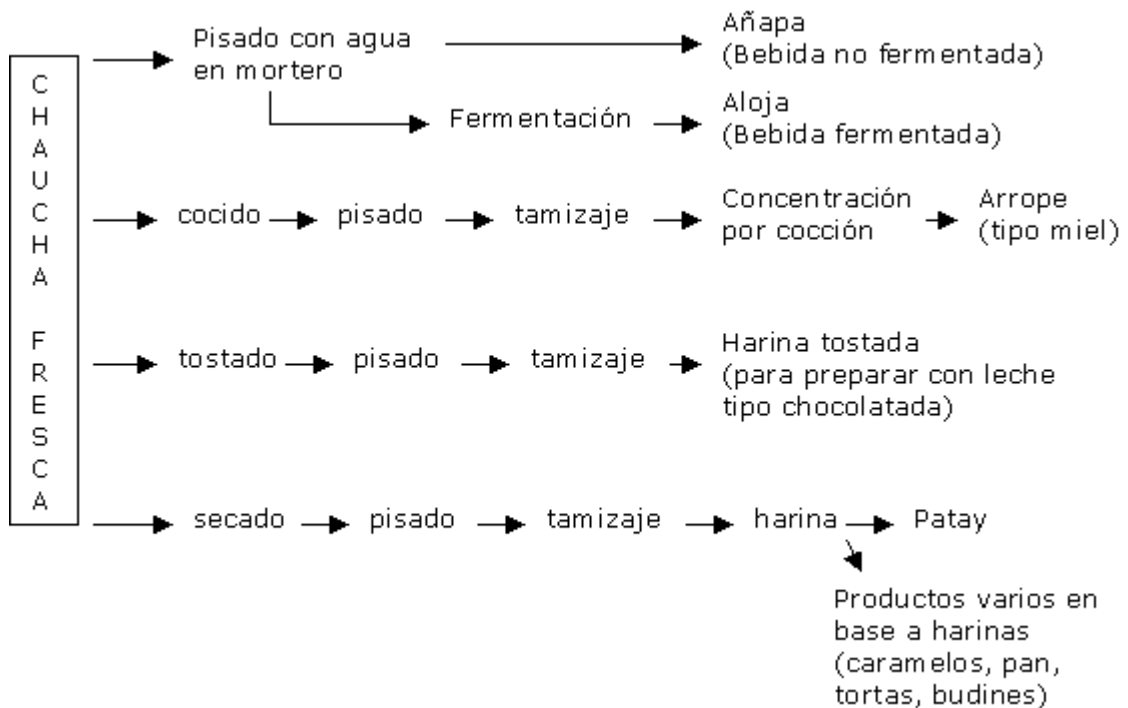 CHAUCHA FRESCA
Pisado con agua
en mortero
Añapa
(Bebida no fermentada)
Fermentación
Aloja
(Bebida fermentada)
cocido
pisado
tamizaje
Concentración
por cocción
Arrope
(tipo miel)
tostado
pisado
tamizaje
Harina tostada
(para preparar con leche
tipo chocolatada)
secado
pisado
tamizaje
harina
Patay
Productos varios en
base a harinas
(caramelos, pan,
tortas, budines)